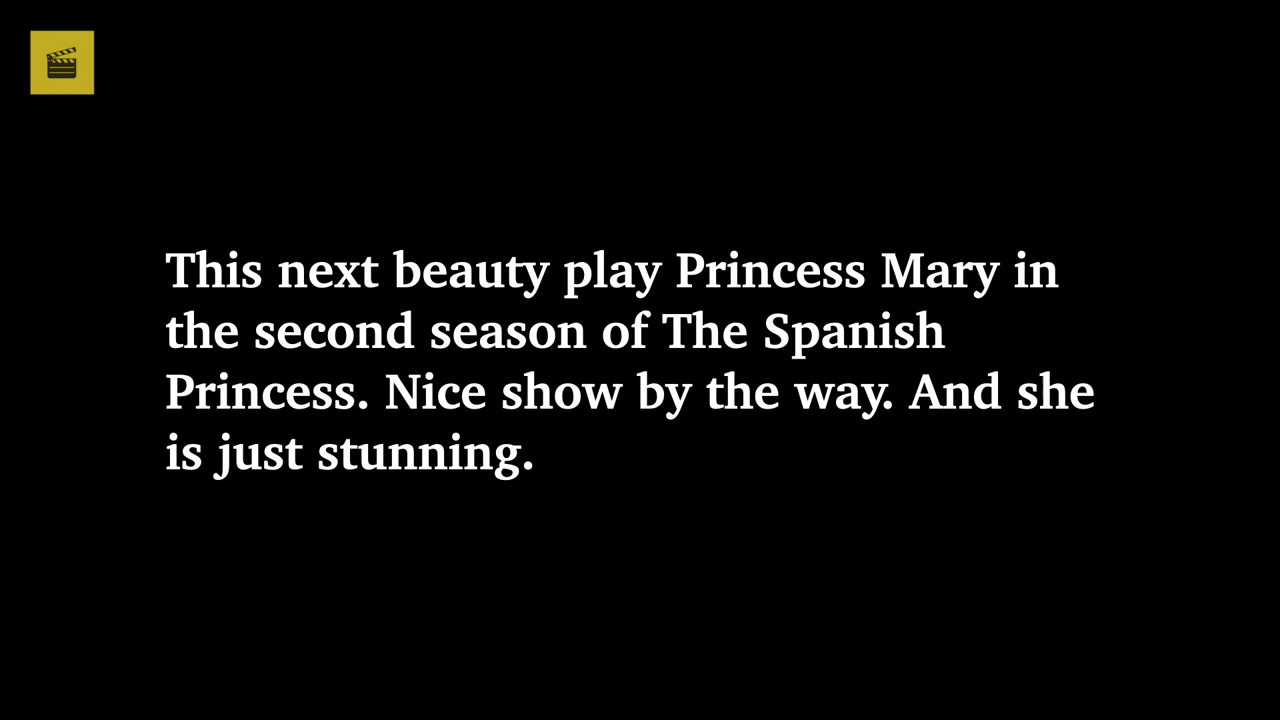 This next beauty play Princess Mary in
the second season of The Spanish
Princess. Nice show by the way. And she
is just stunning.